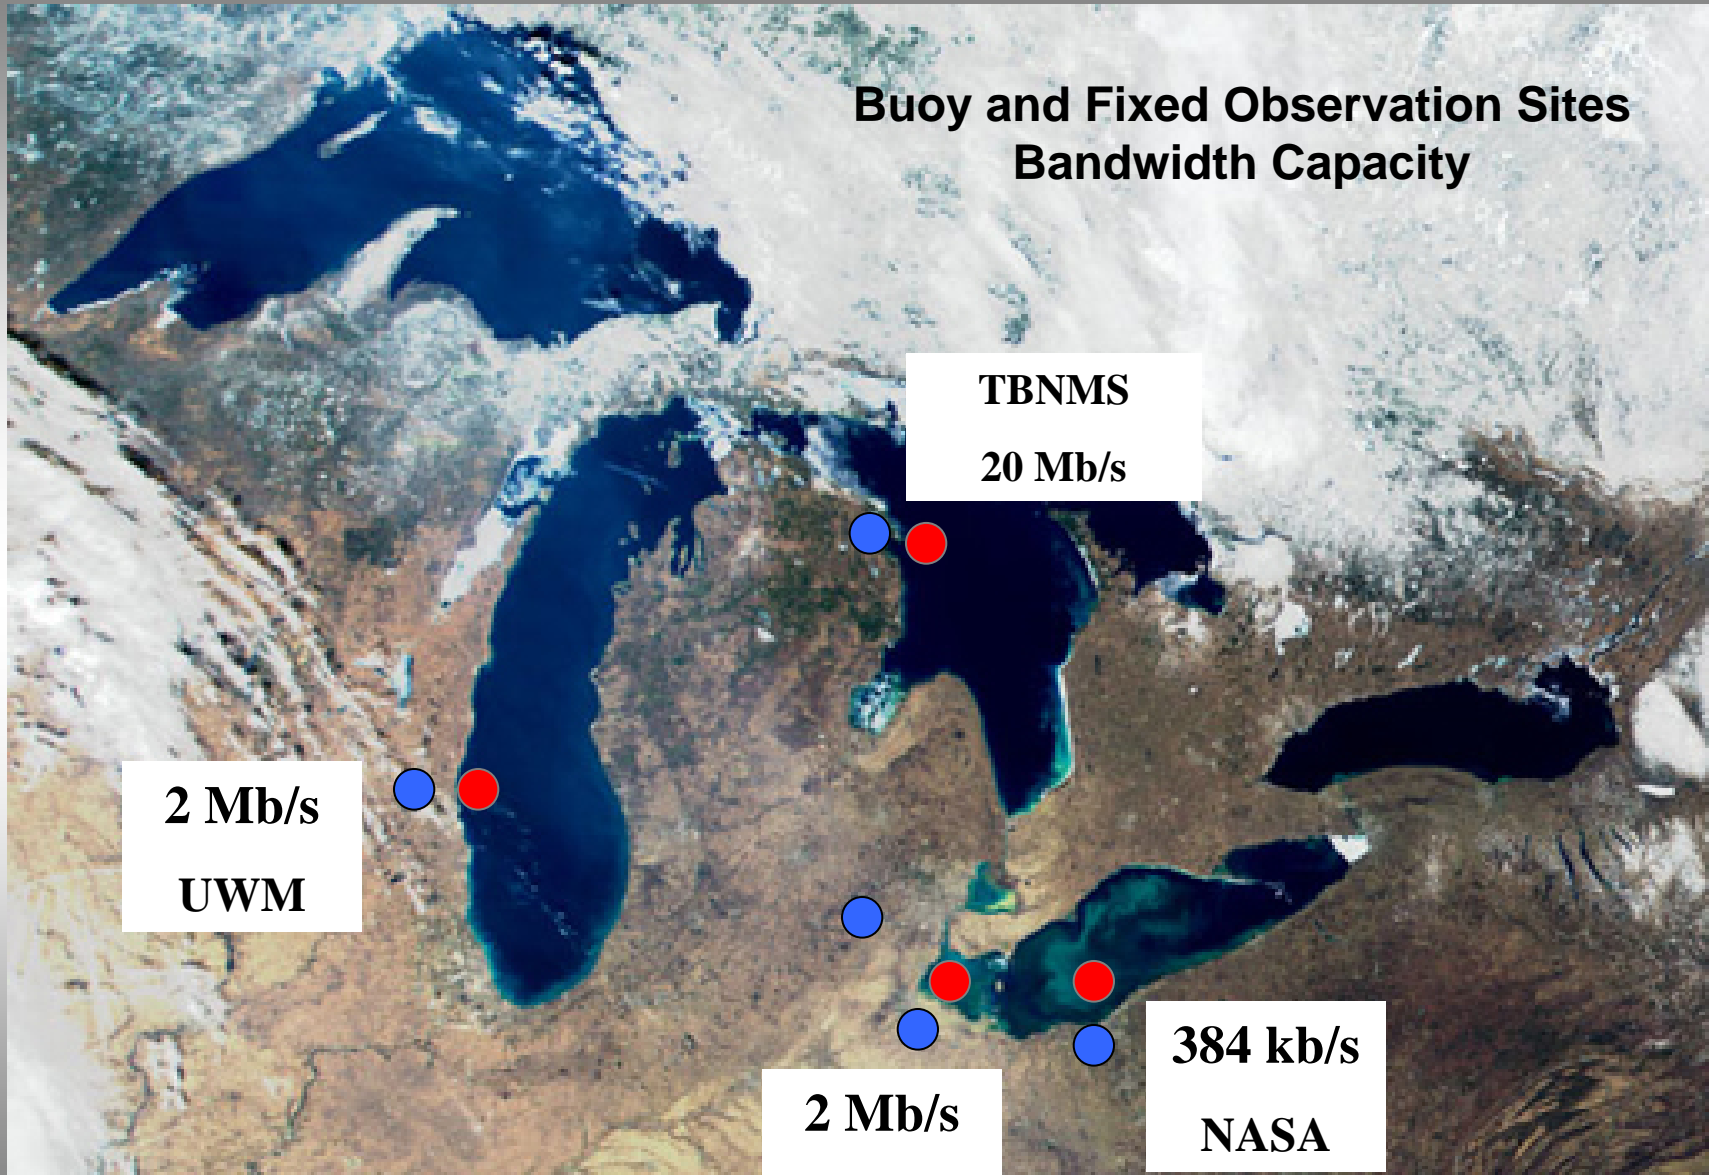 Buoy and Fixed Observation Sites
Bandwidth Capacity
TBNMS
20 Mb/s
2 Mb/s
UWM
2 Mb/s
384 kb/s
NASA